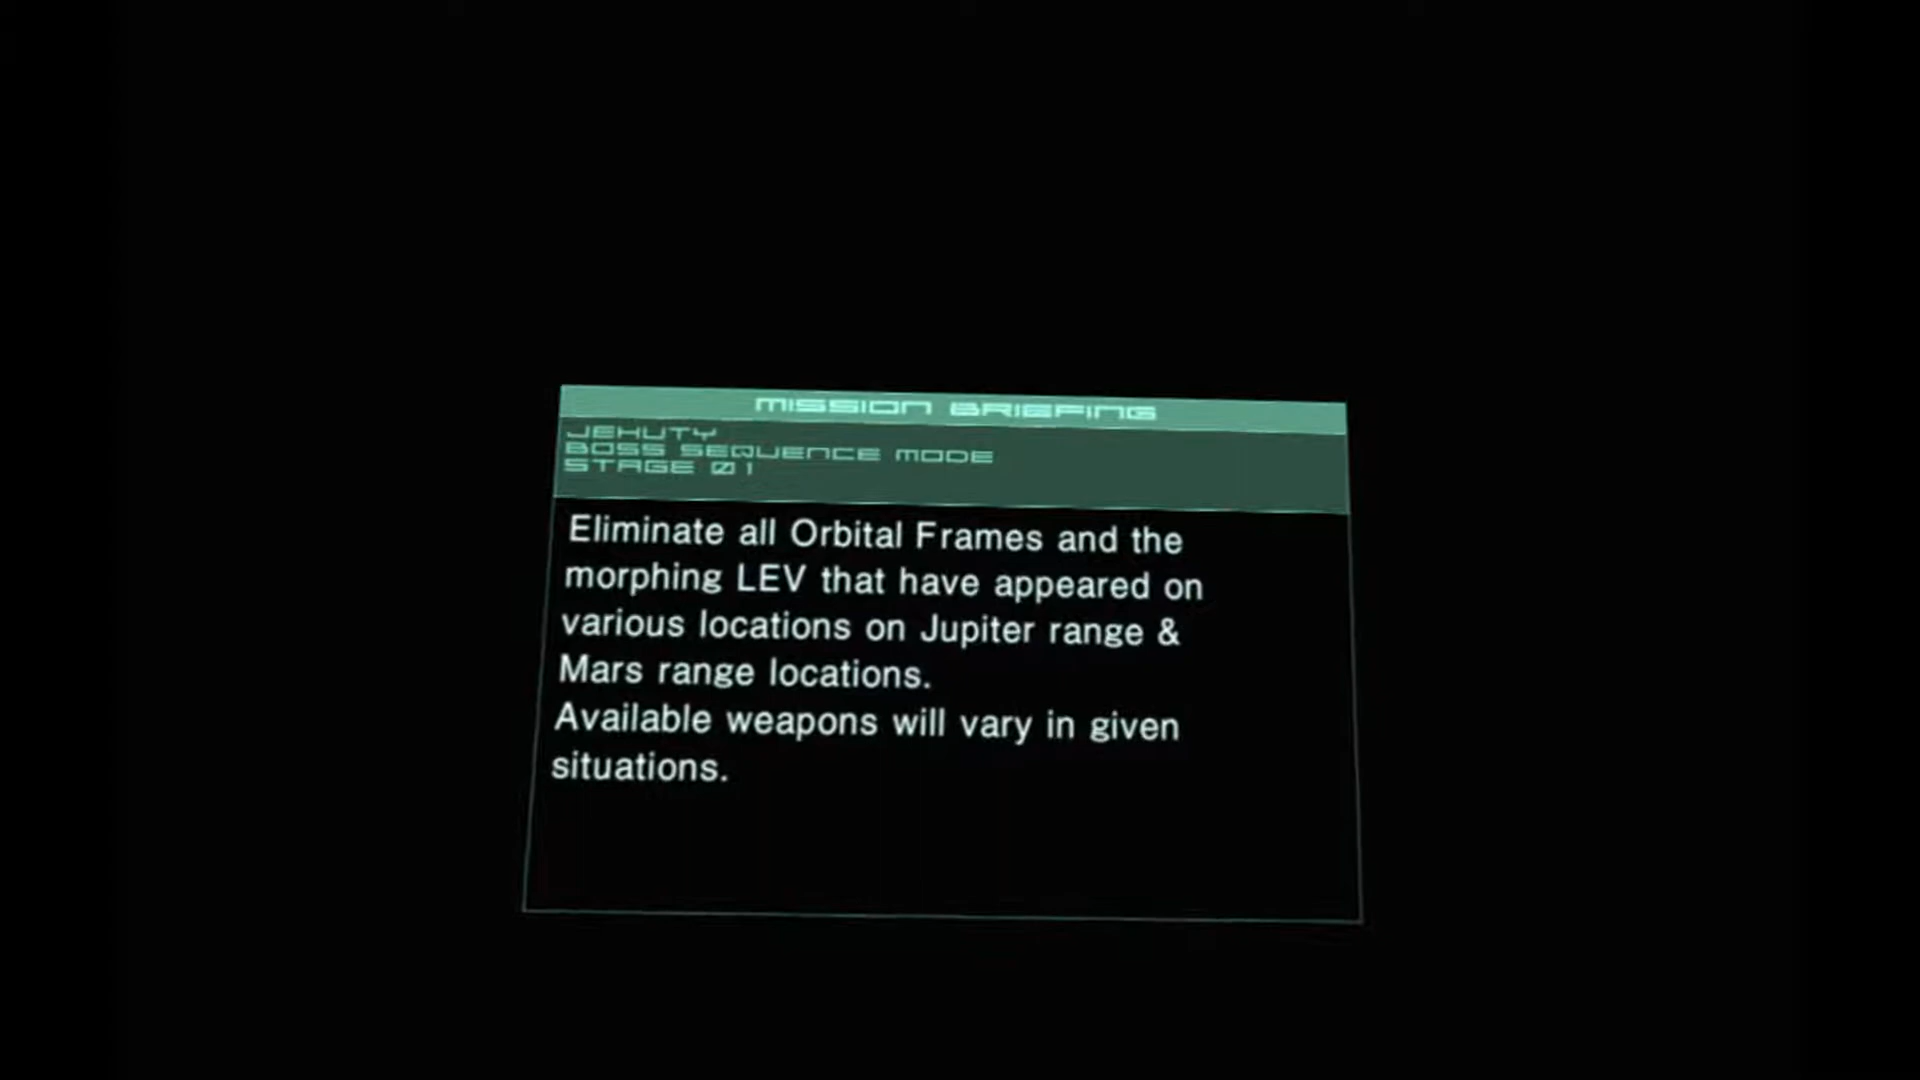 MISSION BRIEFING
JEHUTY
BOSS SEQUENCE MODE
STAGE 01
Eliminate all Orbital Frames and the
morphing LEV that have appeared on
various locations on Jupiter range &
Mars range locations.
Available weapons will vary in given
situations.